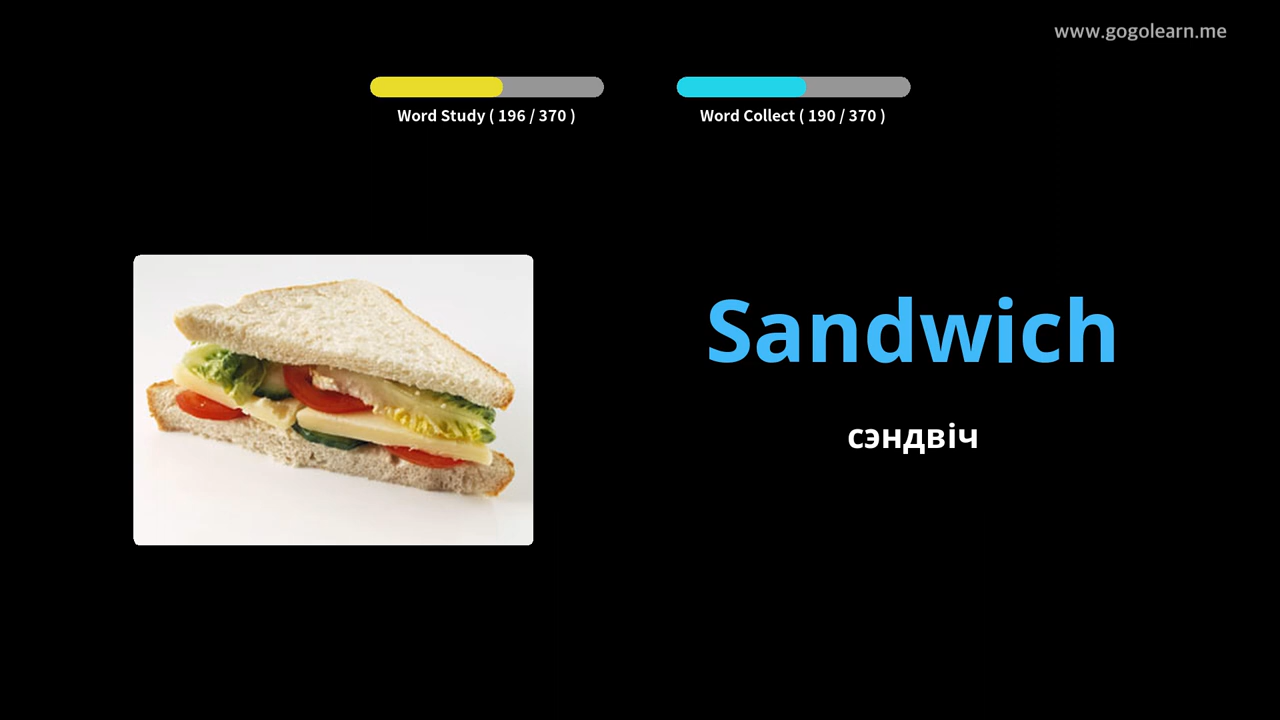 www.gogolearn.me
Word Study ( 196 / 370 )
Word Collect ( 190 / 370 )
Sandwich
сэндвіч